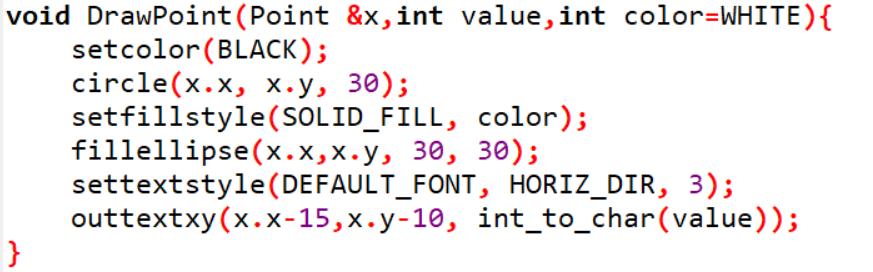 void DrawPoint(Point &x,int value,int color=WHITE){
    setcolor(BLACK);
    circle(x.x, x.y, 30);
    setfillstyle(SOLID_FILL, color);
    fillellipse(x.x,x.y, 30, 30);
    settextstyle(DEFAULT_FONT, HORIZ_DIR, 3);
    outtextxy(x.x-15,x.y-10, int_to_char(value));
}